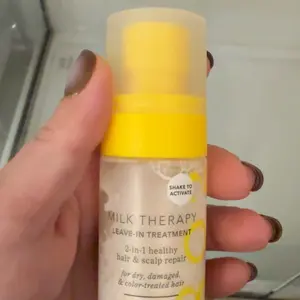 SHAKE TO
ACTIVATE
MILK THERAPY
LEAVE-IN TREATMENT
2-in-1 healthy
hair & scalp repair
for dry, damaged,
& color-treated hair